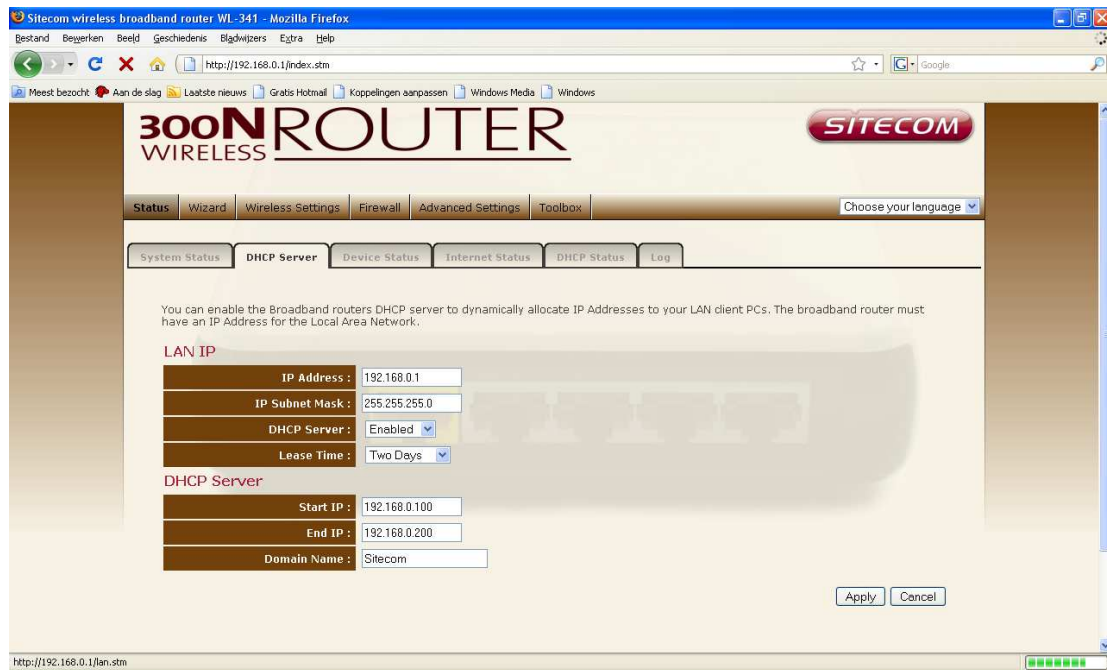 Sitecom wireless broadband router WL-341 - Mozilla Firefox
Bestand Bewerken Beeld Geschiedenis Bladwijzers Extra Help
http://192.168.0.1/index.stm
G Google
Meest bezocht Aan de slag Laatste nieuws Gratis Hotmail Koppelingen aanpassen Windows Media Windows
300N ROUTER
WIRELESS
SITECOM
Status Wizard Wireless Settings Firewall Advanced Settings Toolbox Choose your language
System Status DHCP Server Device Status Internet Status DHCP Status Log
You can enable the Broadband routers DHCP server to dynamically allocate IP Addresses to your LAN client PCs. The broadband router must
have an IP Address for the Local Area Network.
LAN IP
IP Address : 192.168.0.1
IP Subnet Mask : 255.255.255.0
DHCP Server : Enabled
Lease Time : Two Days
DHCP Server
Start IP : 192.168.0.100
End IP : 192.168.0.200
Domain Name : Sitecom
Apply Cancel
http://192.168.0.1/lan.stm